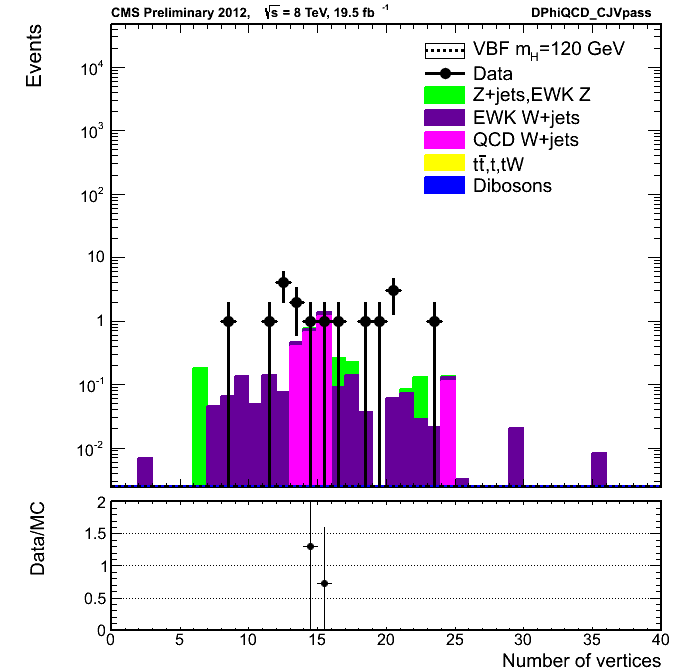 CMS Preliminary 2012, √s = 8 TeV, 19.5 fb⁻¹ DPhiQCD_CJVpass
Events
VBF m_H=120 GeV
Data
Z+jets,EWK Z
EWK W+jets
QCD W+jets
tt̄,t,tW
Dibosons
10⁴
10³
10²
10
1
10⁻¹
10⁻²
Data/MC
2
1.5
1
0.5
0
0 5 10 15 20 25 30 35 40
Number of vertices